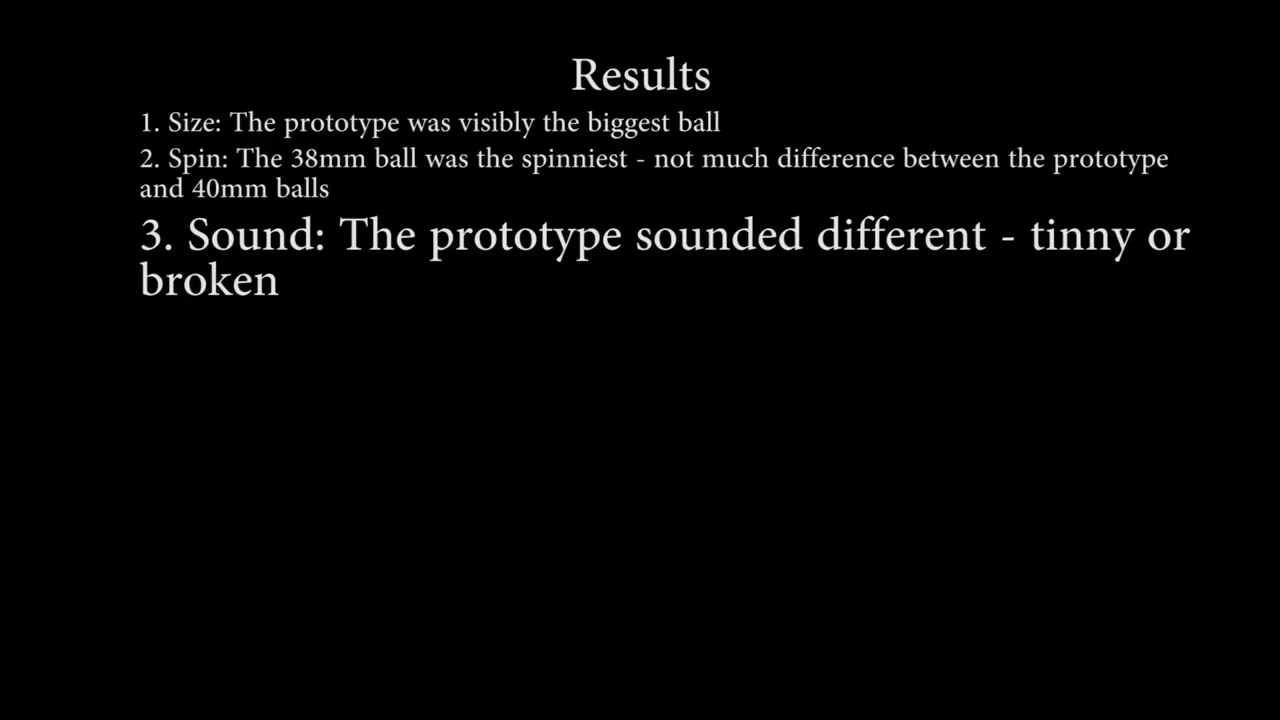 Results
1. Size: The prototype was visibly the biggest ball
2. Spin: The 38mm ball was the spinniest - not much difference between the prototype
and 40mm balls
3. Sound: The prototype sounded different - tinny or
broken